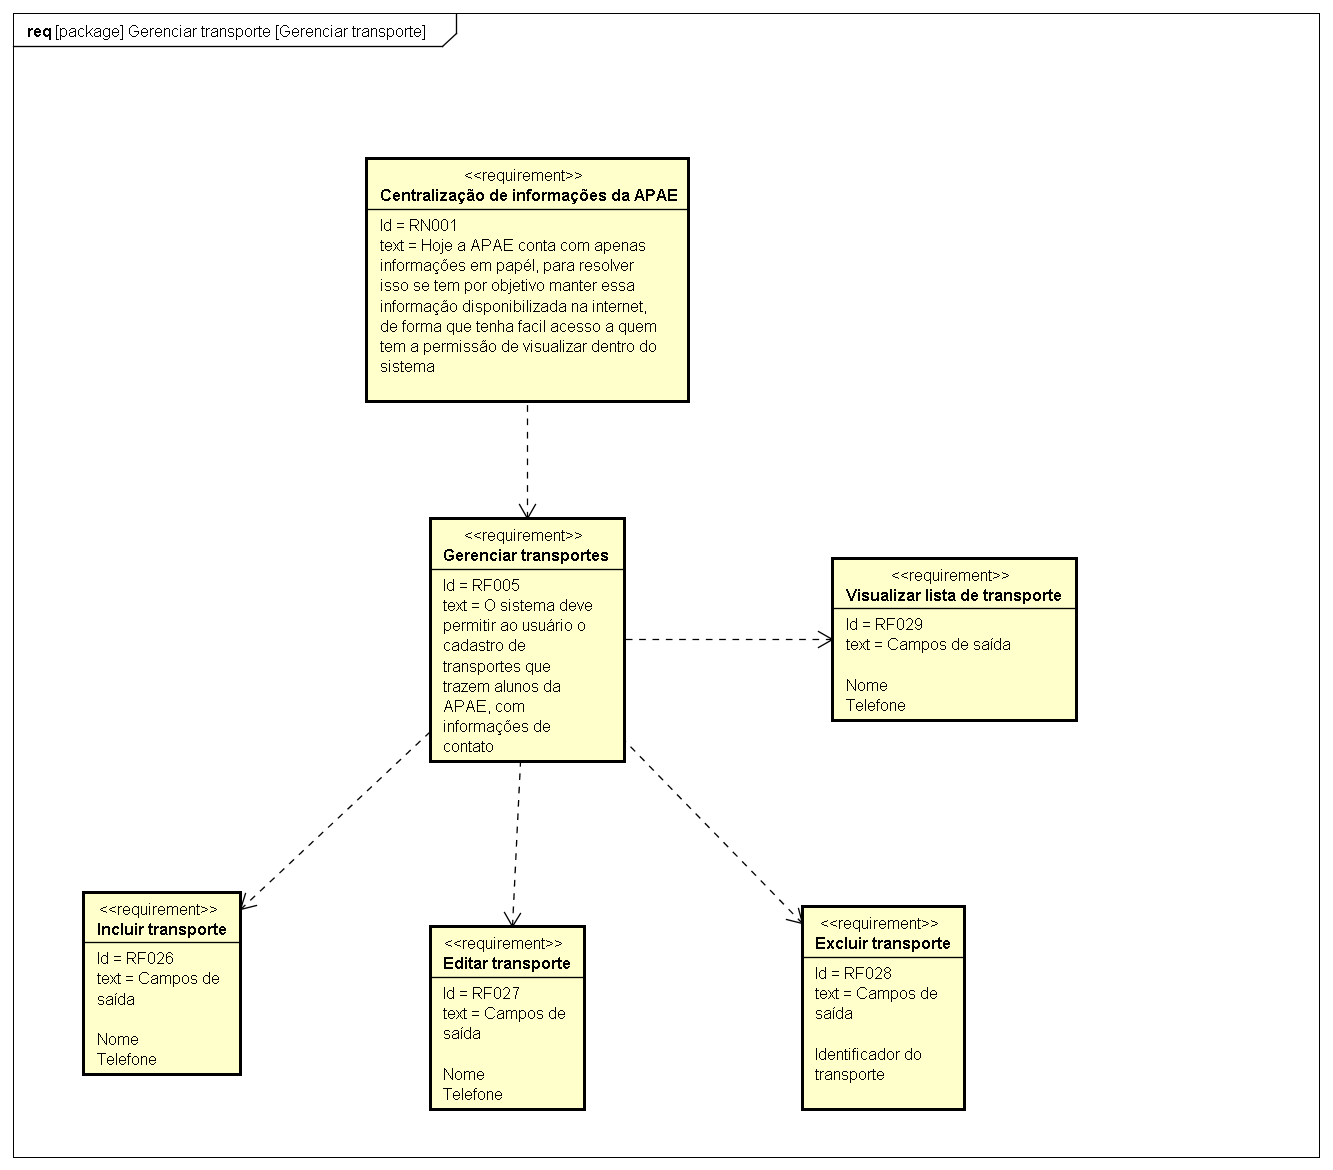 req [package] Gerenciar transporte [Gerenciar transporte]
<<requirement>>
Centralização de informações da APAE
Id = RN001
text = Hoje a APAE conta com apenas
informações em papél, para resolver
isso se tem por objetivo manter essa
informação disponibilizada na internet,
de forma que tenha facil acesso a quem
tem a permissão de visualizar dentro do
sistema
<<requirement>>
Gerenciar transportes
Id = RF005
text = O sistema deve
permitir ao usuário o
cadastro de
transportes que
trazem alunos da
APAE, com
informações de
contato
<<requirement>>
Visualizar lista de transporte
Id = RF029
text = Campos de saída
Nome
Telefone
<<requirement>>
Incluir transporte
Id = RF026
text = Campos de
saída
Nome
Telefone
<<requirement>>
Editar transporte
Id = RF027
text = Campos de
saída
Nome
Telefone
<<requirement>>
Excluir transporte
Id = RF028
text = Campos de
saída
Identificador do
transporte